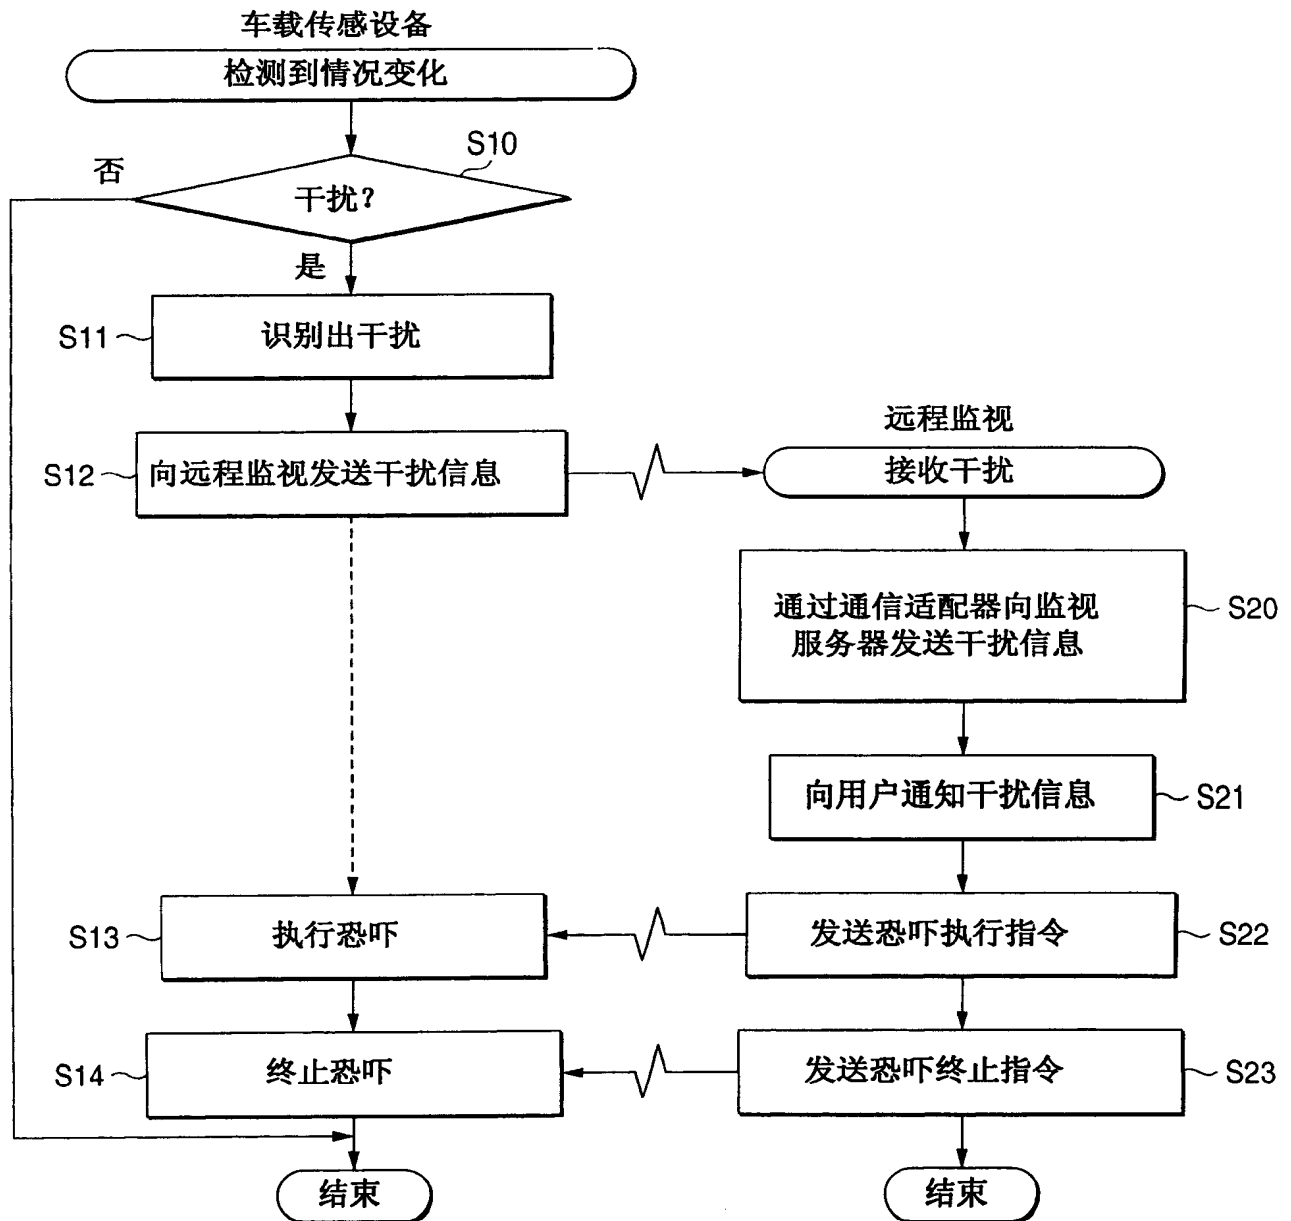 车载传感设备
检测到情况变化
S10
否
干扰?
是
S11
识别出干扰
S12
向远程监视发送干扰信息
远程监视
接收干扰
通过通信适配器向监视
服务器发送干扰信息
S20
向用户通知干扰信息
S21
S13
执行恐吓
发送恐吓执行指令
S22
S14
终止恐吓
发送恐吓终止指令
S23
结束
结束